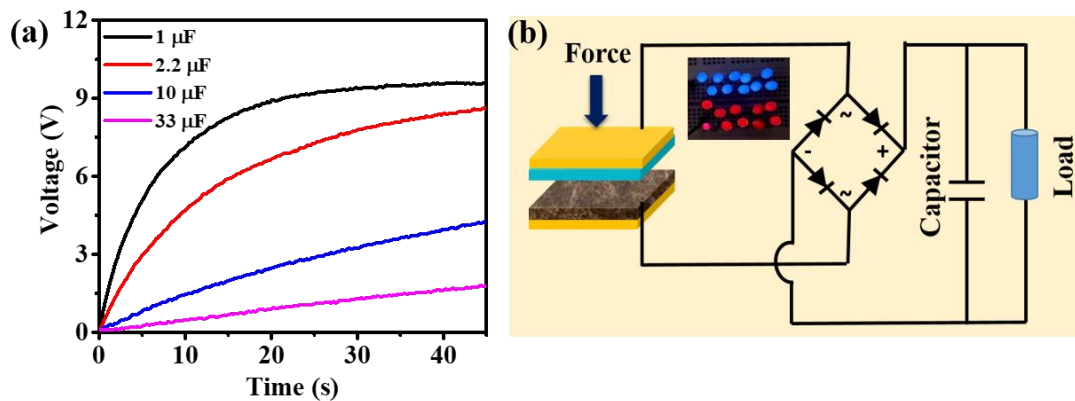 (a)
12
9
6
3
0
Voltage (V)
1 μF
2.2 μF
10 μF
33 μF
0
10
20
30
40
Time (s)
(b)
Force
~
-
+
~
Capacitor
Load